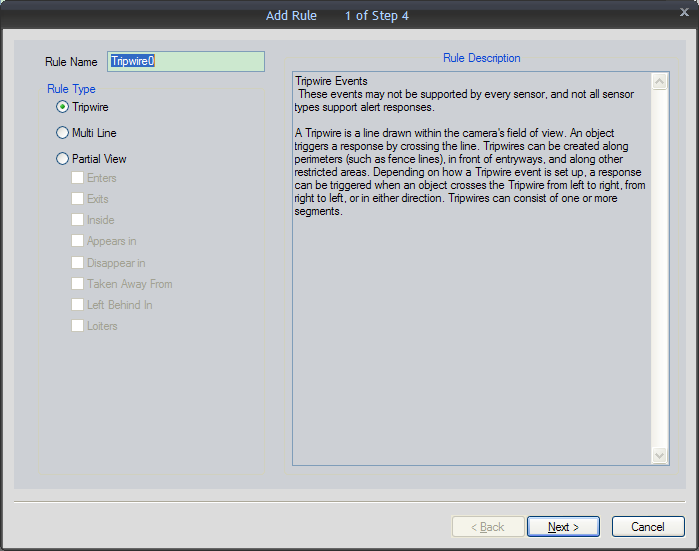 Add Rule 1 of Step 4
X
Rule Name Tripwire0
Rule Type
Tripwire
Multi Line
Partial View
Enters
Exits
Inside
Appears in
Disappear in
Taken Away From
Left Behind In
Loiters
Rule Description
Tripwire Events
These events may not be supported by every sensor, and not all sensor
types support alert responses.
A Tripwire is a line drawn within the camera's field of view. An object
triggers a response by crossing the line. Tripwires can be created along
perimeters (such as fence lines), in front of entryways, and along other
restricted areas. Depending on how a Tripwire event is set up, a response
can be triggered when an object crosses the Tripwire from left to right, from
right to left, or in either direction. Tripwires can consist of one or more
segments.
< Back Next > Cancel